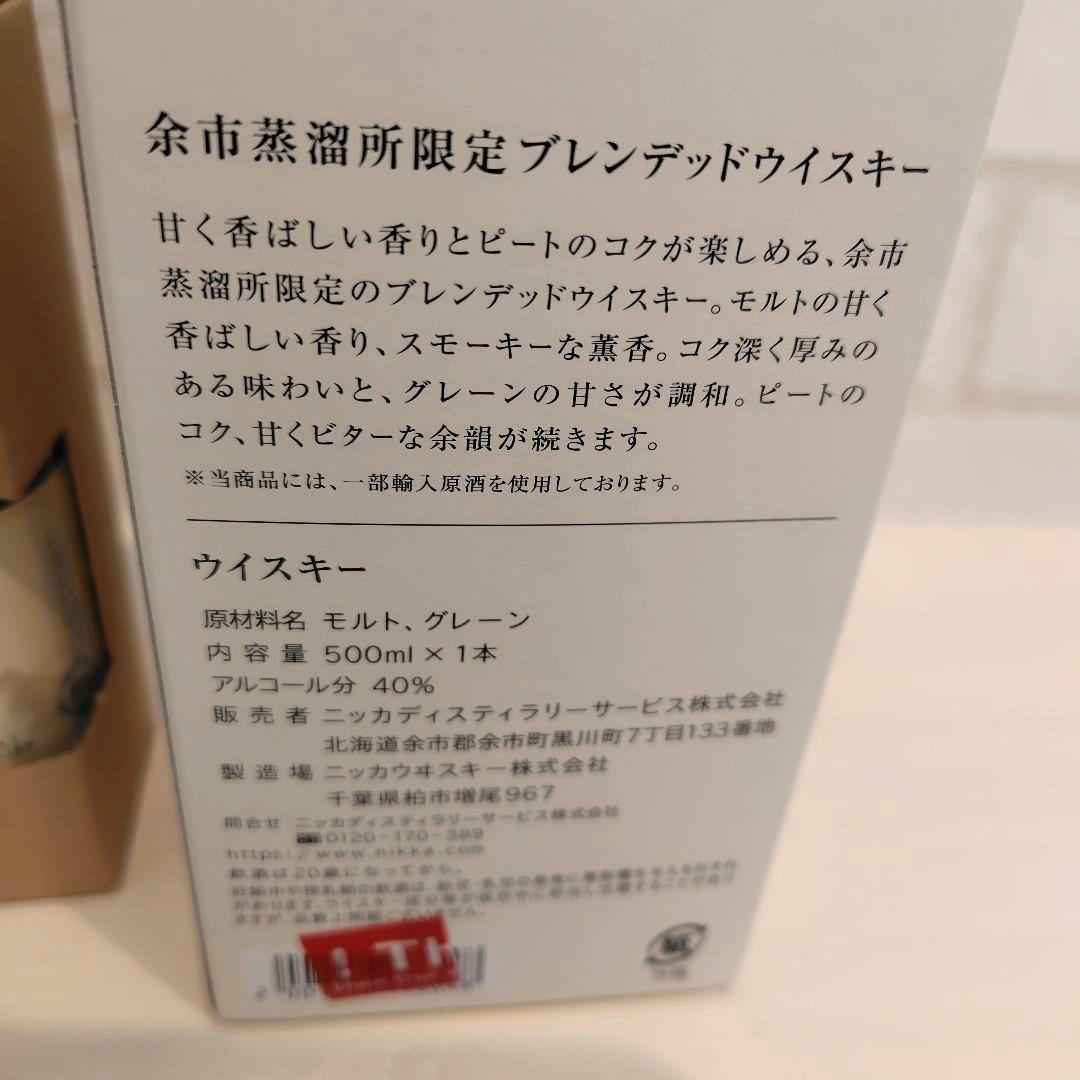 余市蒸溜所限定ブレンデッドウイスキー
甘く香ばしい香りとピートのコクが楽しめる、余市
蒸溜所限定のブレンデッドウイスキー。モルトの甘く
香ばしい香り、スモーキーな薫香。コク深く厚みの
ある味わいと、グレーンの甘さが調和。ピートの
コク、甘くビターな余韻が続きます。
※当商品には、一部輸入原酒を使用しております。
ウイスキー
原材料名 モルト、グレーン
内容量 500ml×1本
アルコール分 40%
販売者 ニッカディスティラリーサービス株式会社
北海道余市郡余市町黒川町7丁目133番地
製造場 ニッカウヰスキー株式会社
千葉県柏市増尾967
問合せ ニッカディスティラリーサービス株式会社
0120-170-389
https://www.nikka.com
飲酒は20歳になってから。